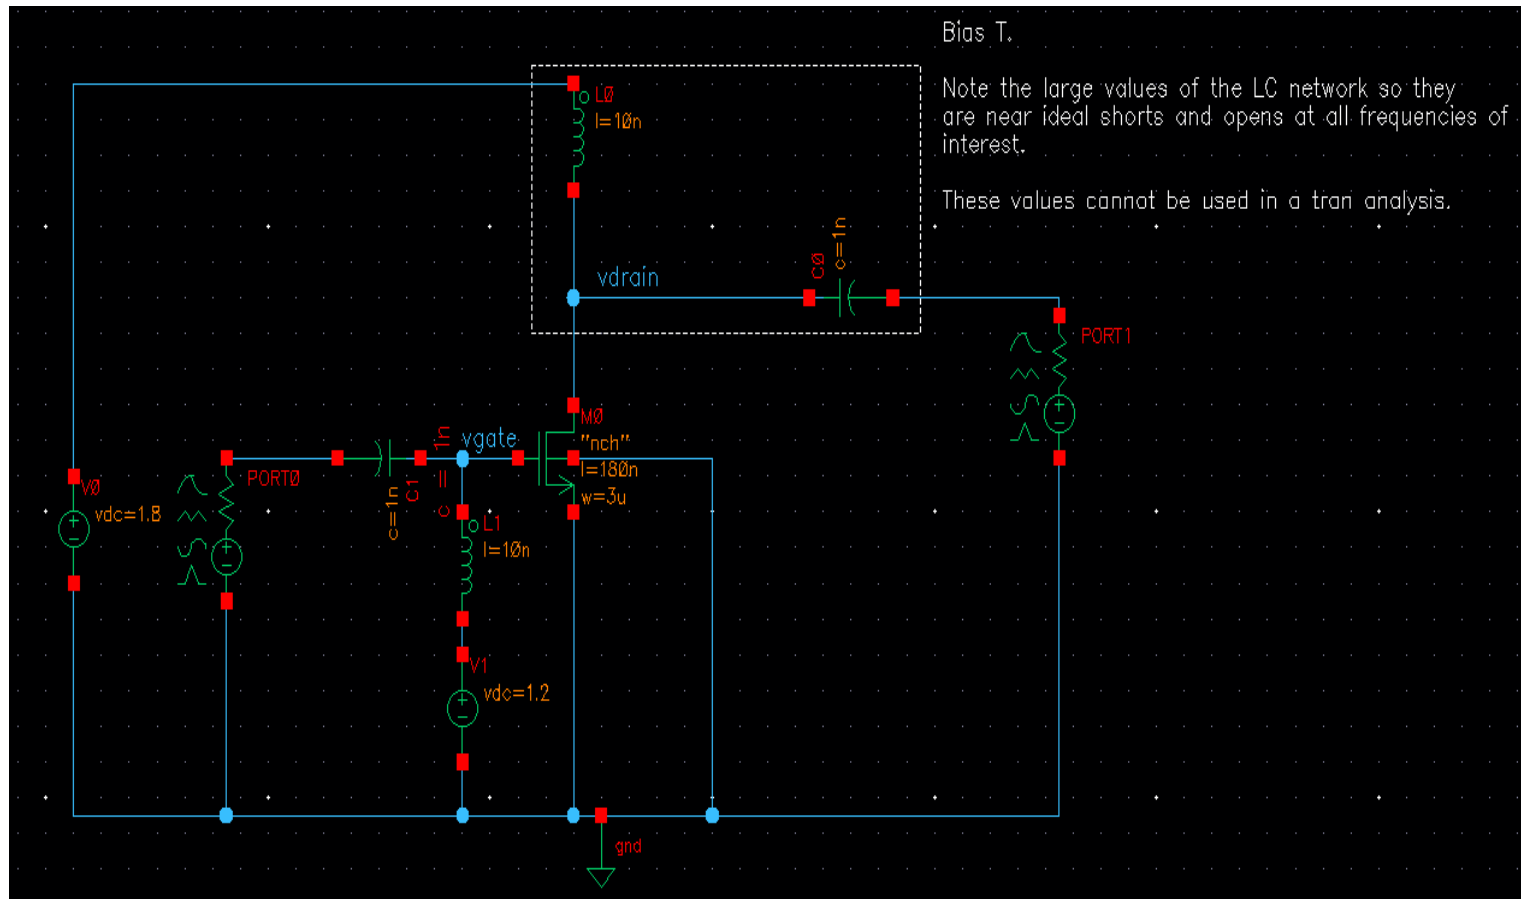 Bias T.
Note the large values of the LC network so they
are near ideal shorts and opens at all frequencies of
interest.
These values cannot be used in a tran analysis.
L0
l=10n
vdrain
C0
c=1n
PORT1
M0
"nch"
l=180n
w=3u
vgate
c = 1n
C1
c=1n
PORT0
V0
vdc=1.8
L1
l=10n
V1
vdc=1.2
gnd